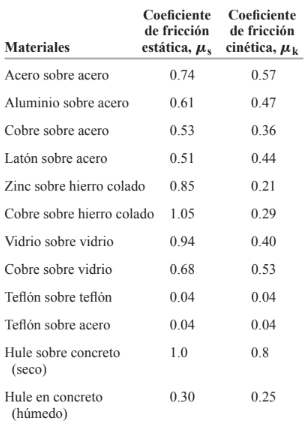 Coeficiente Coeficiente
de fricción de fricción
Materiales estática, μs cinética, μk
Acero sobre acero 0.74 0.57
Aluminio sobre acero 0.61 0.47
Cobre sobre acero 0.53 0.36
Latón sobre acero 0.51 0.44
Zinc sobre hierro colado 0.85 0.21
Cobre sobre hierro colado 1.05 0.29
Vidrio sobre vidrio 0.94 0.40
Cobre sobre vidrio 0.68 0.53
Teflón sobre teflón 0.04 0.04
Teflón sobre acero 0.04 0.04
Hule sobre concreto 1.0 0.8
(seco)
Hule en concreto 0.30 0.25
(húmedo)